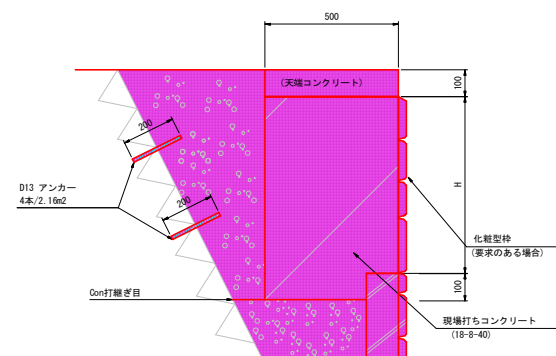 500
(天端コンクリート)
100
200
D13 アンカー
4本/2.16m2
200
H
化粧型枠
(要求のある場合)
Con打継ぎ目
100
現場打ちコンクリート
(18-8-40)